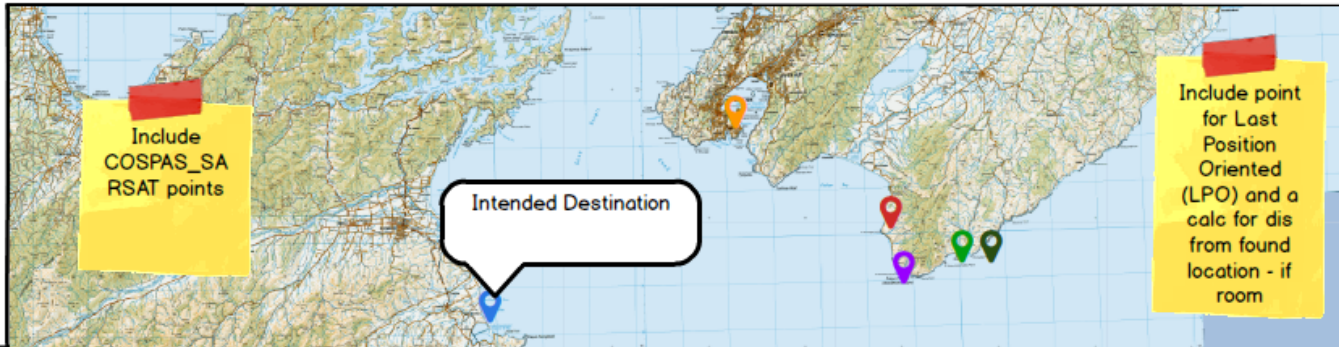 Include
COSPAS_SA
RSAT points
Intended Destination
Include point
for Last
Position
Oriented
(LPO) and a
calc for dis
from found
location - if
room